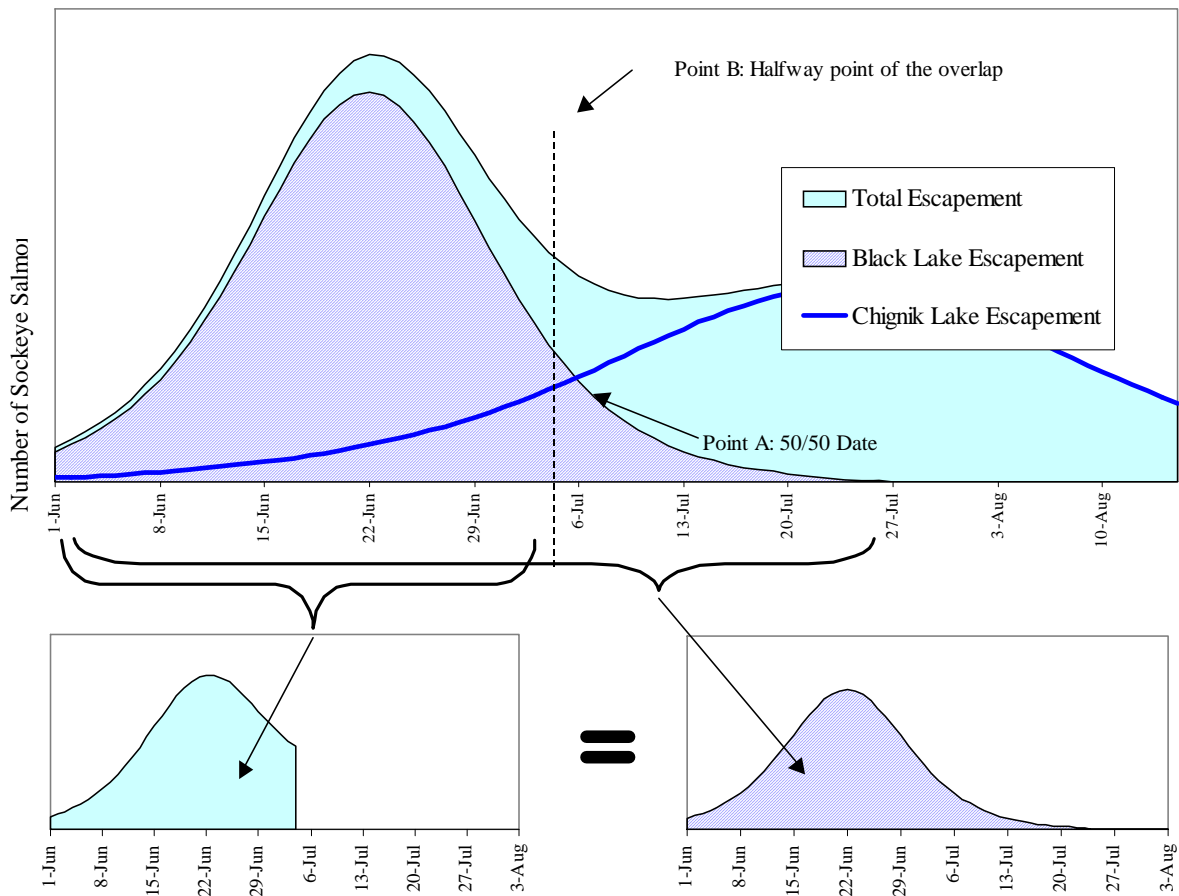 Number of Sockeye Salmon
Point B: Halfway point of the overlap
Total Escapement
Black Lake Escapement
Chignik Lake Escapement
Point A: 50/50 Date
1-Jun
8-Jun
15-Jun
22-Jun
29-Jun
6-Jul
13-Jul
20-Jul
27-Jul
3-Aug
10-Aug
=
1-Jun
8-Jun
15-Jun
22-Jun
29-Jun
6-Jul
13-Jul
20-Jul
27-Jul
3-Aug
1-Jun
8-Jun
15-Jun
22-Jun
29-Jun
6-Jul
13-Jul
20-Jul
27-Jul
3-Aug